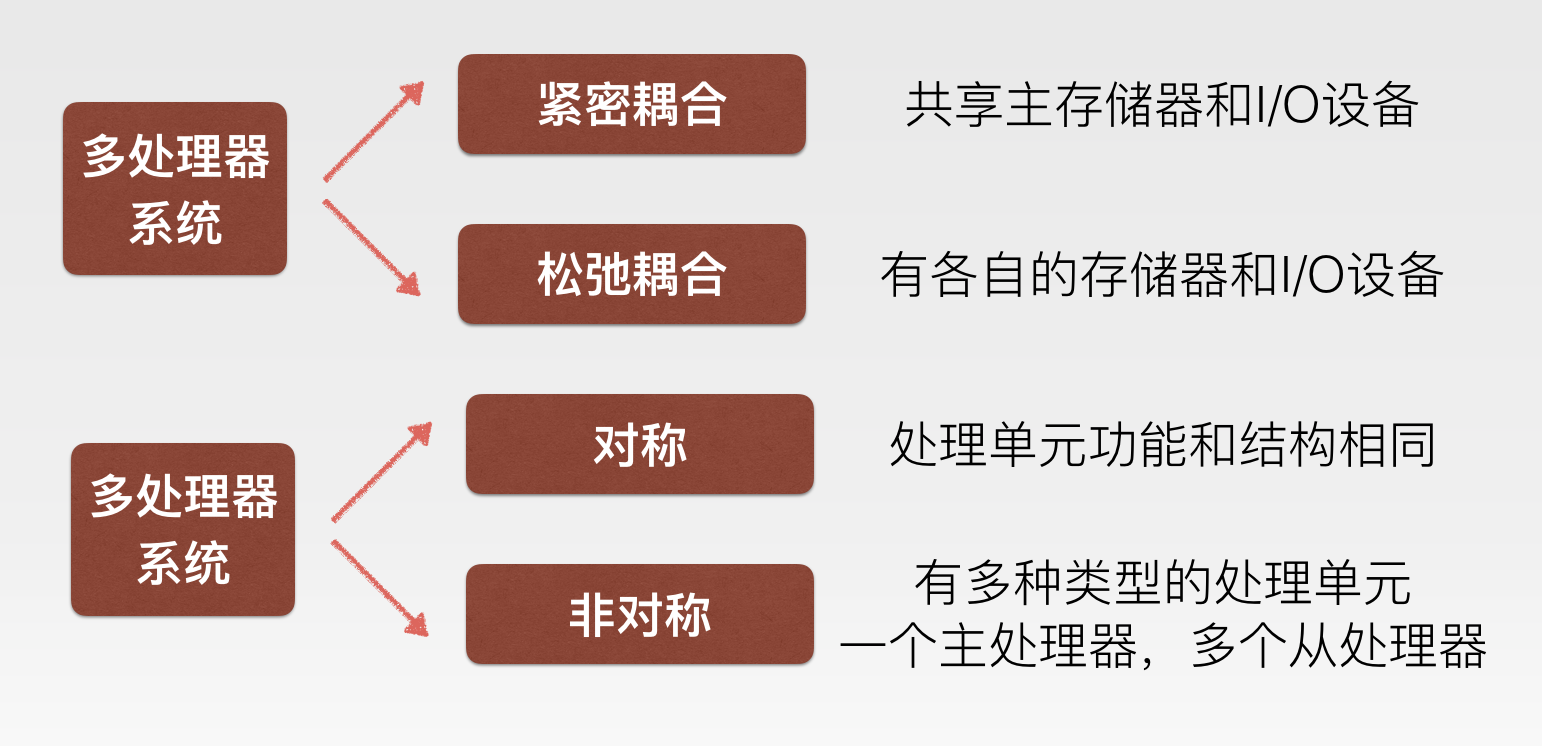 多处理器
系统
紧密耦合
共享主存储器和I/O设备
松弛耦合
有各自的存储器和I/O设备
多处理器
系统
对称
处理单元功能和结构相同
非对称
有多种类型的处理单元
一个主处理器，多个从处理器